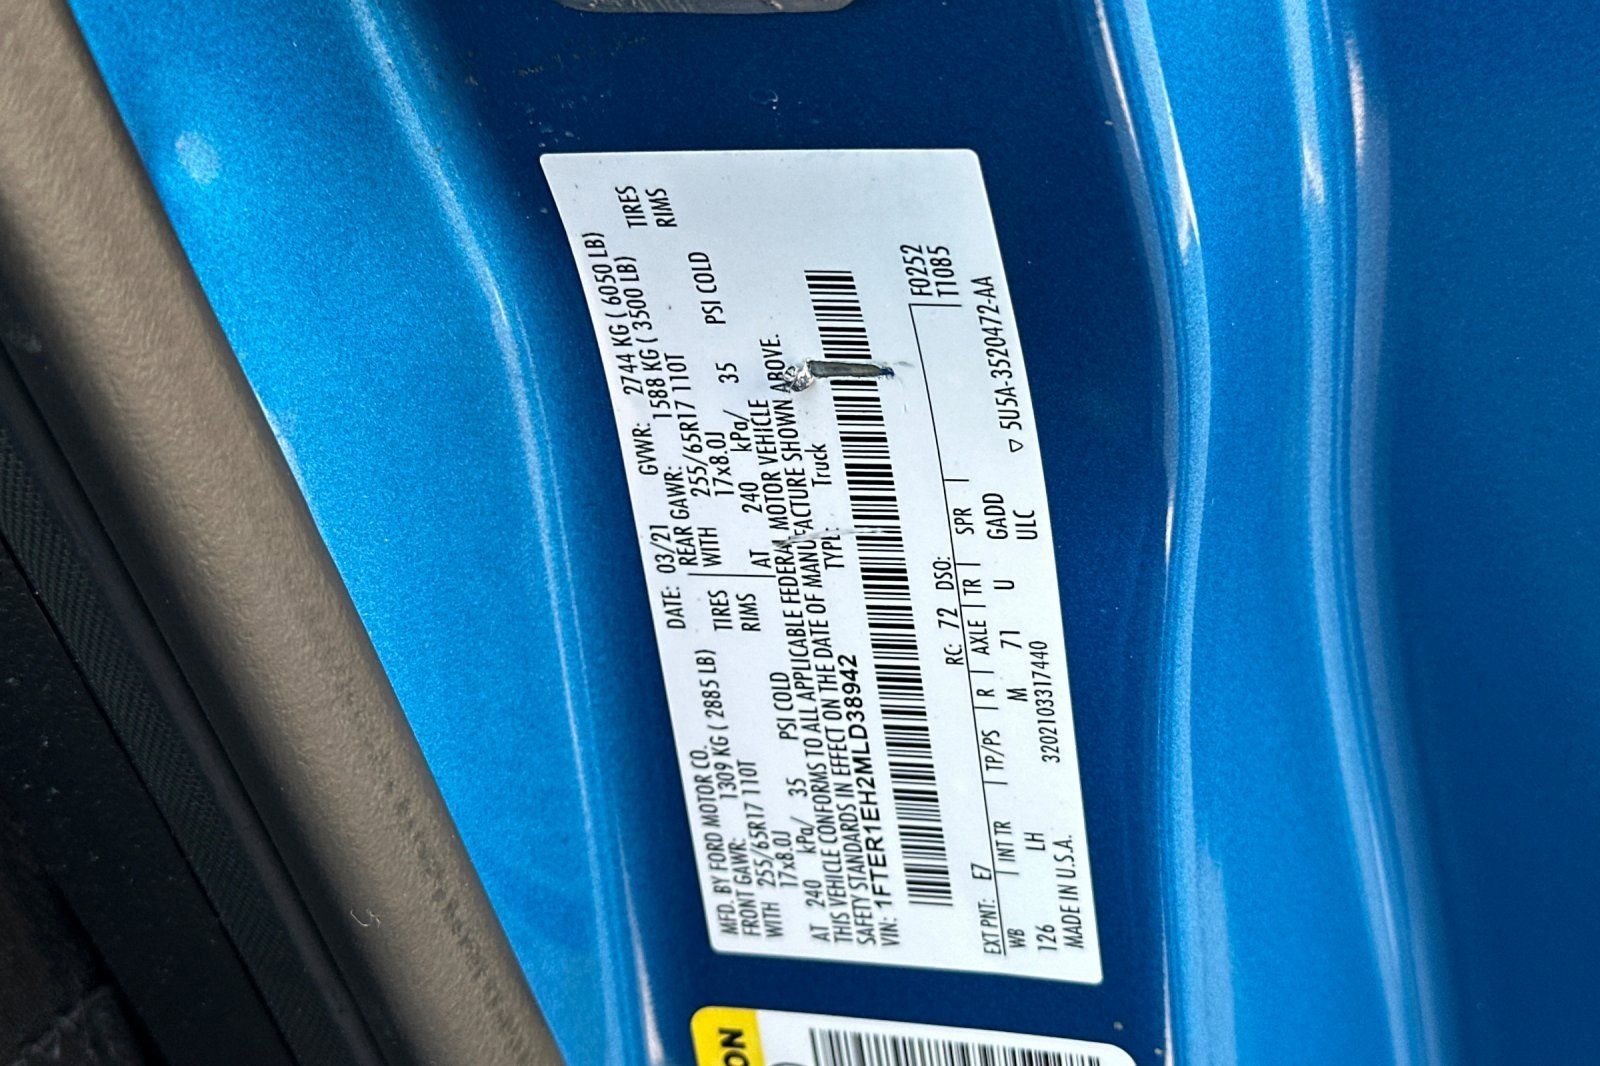 MFD. BY FORD MOTOR CO. DATE: 03/21 GVWR: 2744 KG ( 6050 LB)
FRONT GAWR: 1309 KG ( 2885 LB) REAR GAWR: 1588 KG ( 3500 LB)
WITH 255/65R17 110T TIRES WITH 255/65R17 110T TIRES
17x8.0J RIMS 17x8.0J RIMS
AT 240 kPa/ 35 PSI COLD AT 240 kPa/ 35 PSI COLD
THIS VEHICLE CONFORMS TO ALL APPLICABLE FEDERAL MOTOR VEHICLE
SAFETY STANDARDS IN EFFECT ON THE DATE OF MANUFACTURE SHOWN ABOVE.
VIN: 1FTER1EH2MLD38942 TYPE: Truck
F0252
T1085
EXT PNT: E7 RC: 72 DSO:
WB INT TR TP/PS R AXLE TR SPR
126 LH M 71 U GADD
ULC
MADE IN U.S.A. 3202103317440 ▽ 5U5A-3520472-AA
ON